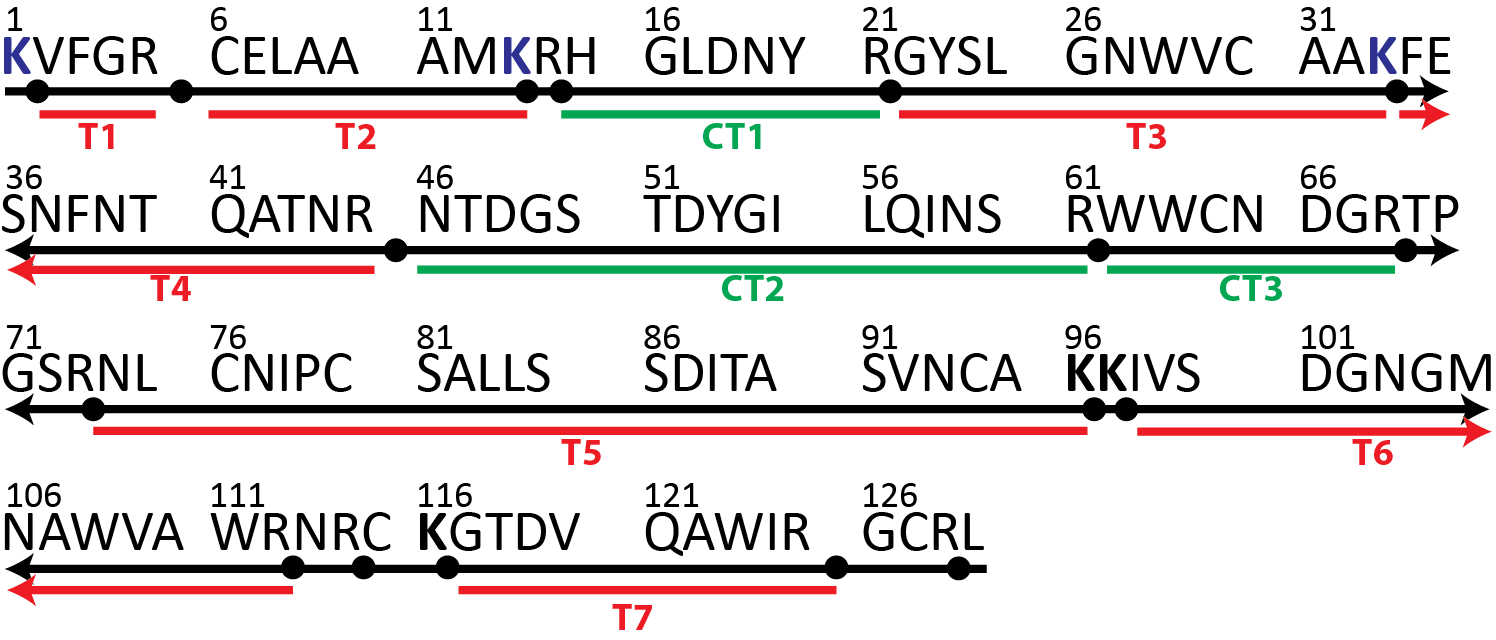 1 6 11 16 21 26 31
KVFGR CELAA AMKRH GLDNY RGYSL GNWVC AAKFE
T1 T2 CT1 T3
36 41 46 51 56 61 66
SNFNT QATNR NTDGS TDYGI LQINS RWWCN DGRTP
T4 CT2 CT3
71 76 81 86 91 96 101
GSRNL CNIPC SALLS SDITA SVNCA KKIVS DGNGM
T5 T6
106 111 116 121 126
NAWVA WRNRC KGTDV QAWIR GCRL
T7